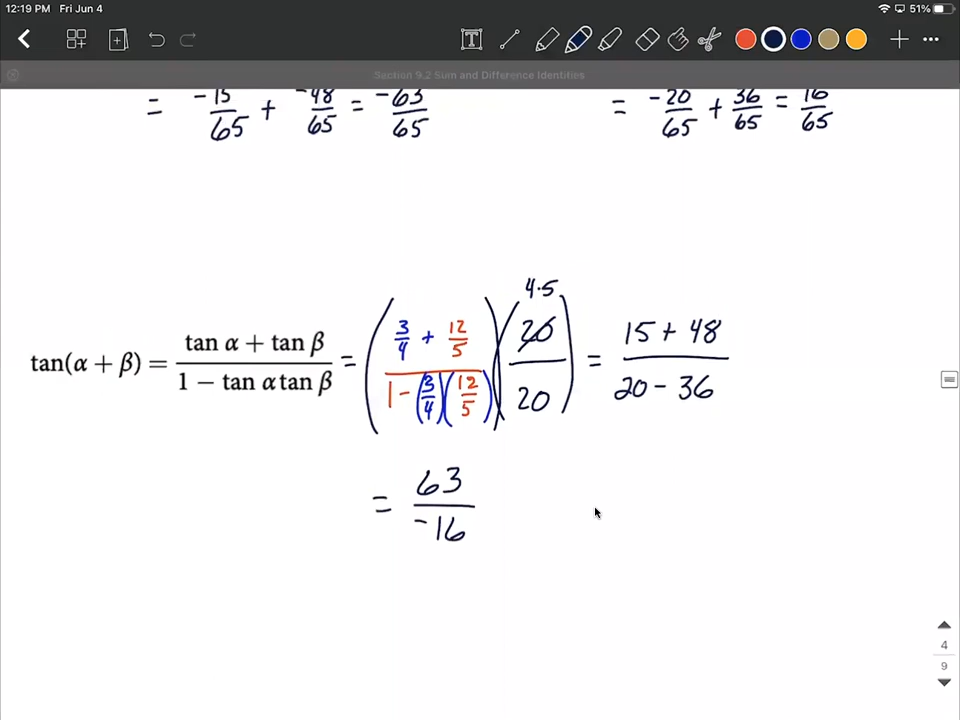 12:19 PM Fri Jun 4 51%
Section 9.2 Sum and Difference Identities
= -15/65 + -48/65 = -63/65
= -20/65 + 36/65 = 16/65
4·5
tan(α + β) = (tan α + tan β)/(1 − tan α tan β) = ((3/4 + 12/5)/(1 - (3/4)(12/5)))(20/20) = (15 + 48)/(20 - 36)
= 63/-16
4
9